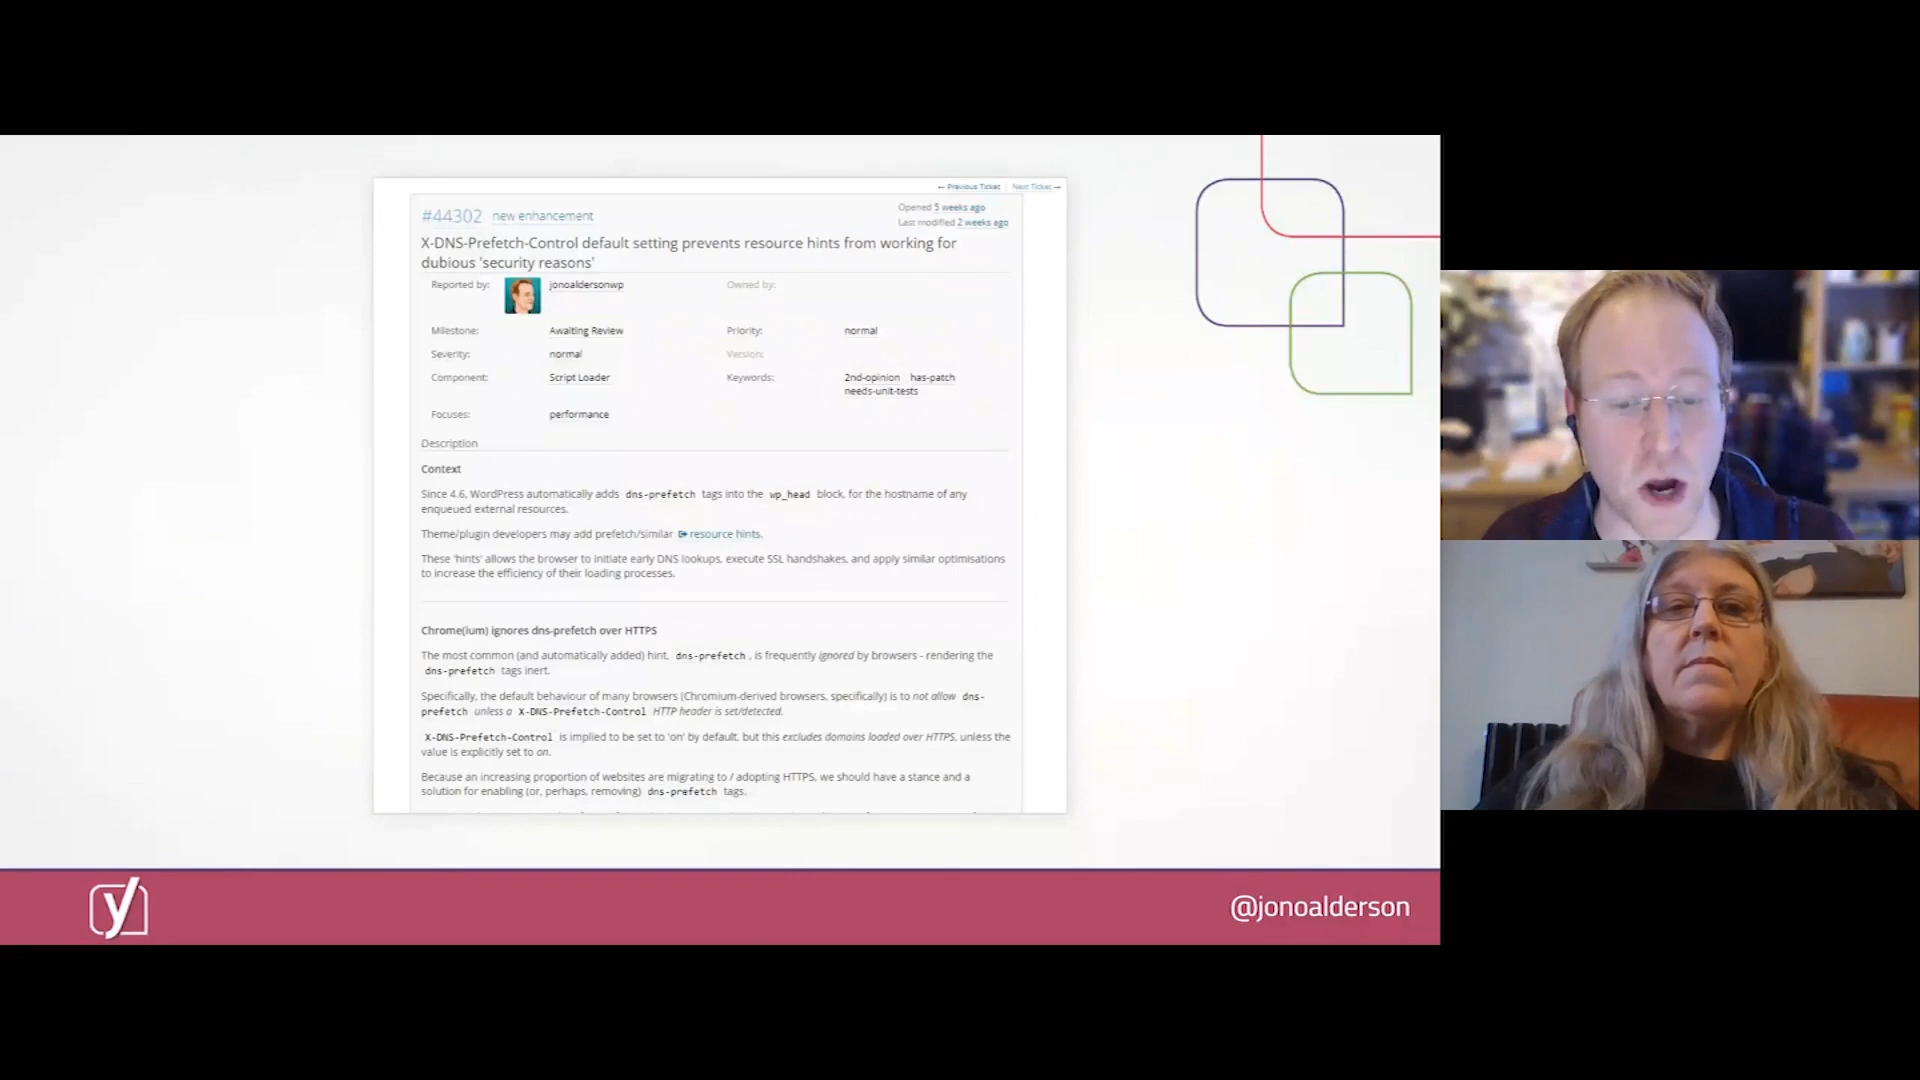 ← Previous Ticket Next Ticket →
#44302 new enhancement
Opened 5 weeks ago
Last modified 2 weeks ago
X-DNS-Prefetch-Control default setting prevents resource hints from working for
dubious 'security reasons'
Reported by: jonoaldersonwp Owned by:
Milestone: Awaiting Review Priority: normal
Severity: normal Version:
Component: Script Loader Keywords: 2nd-opinion has-patch
needs-unit-tests
Focuses: performance
Description
Context
Since 4.6, WordPress automatically adds dns-prefetch tags into the wp_head block, for the hostname of any
enqueued external resources.
Theme/plugin developers may add prefetch/similar resource hints.
These 'hints' allows the browser to initiate early DNS lookups, execute SSL handshakes, and apply similar optimisations
to increase the efficiency of their loading processes.
Chrome(ium) ignores dns-prefetch over HTTPS
The most common (and automatically added) hint, dns-prefetch, is frequently ignored by browsers - rendering the
dns-prefetch tags inert.
Specifically, the default behaviour of many browsers (Chromium-derived browsers, specifically) is to not allow dns-
prefetch unless a X-DNS-Prefetch-Control HTTP header is set/detected.
X-DNS-Prefetch-Control is implied to be set to 'on' by default, but this excludes domains loaded over HTTPS, unless the
value is explicitly set to on.
Because an increasing proportion of websites are migrating to / adopting HTTPS, we should have a stance and a
solution for enabling (or, perhaps, removing) dns-prefetch tags.
y
@jonoalderson